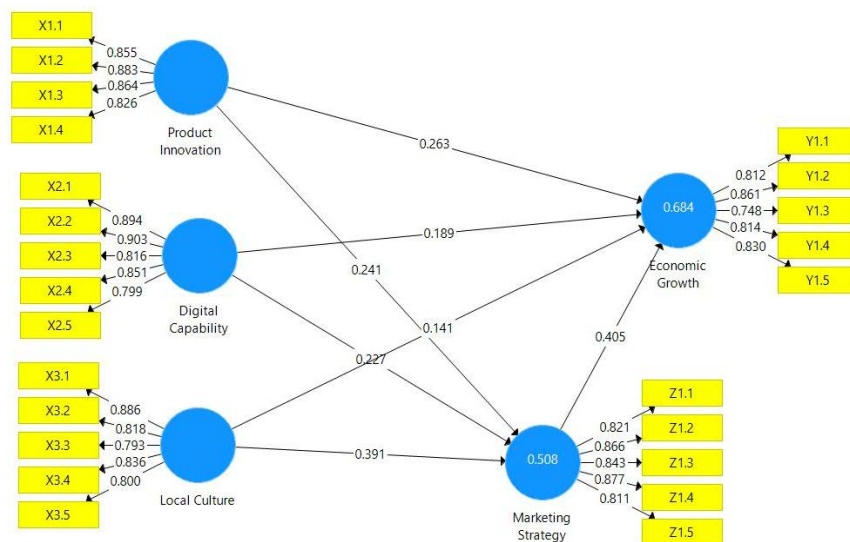 X1.1
X1.2
X1.3
X1.4
0.855
0.883
0.864
0.826
Product
Innovation
X2.1
X2.2
X2.3
X2.4
X2.5
0.894
0.903
0.816
0.851
0.799
Digital
Capability
X3.1
X3.2
X3.3
X3.4
X3.5
0.886
0.818
0.793
0.836
0.800
Local Culture
0.263
0.189
0.241
0.141
0.227
0.391
0.405
0.684
Economic
Growth
0.812
0.861
0.748
0.814
0.830
Y1.1
Y1.2
Y1.3
Y1.4
Y1.5
0.508
Marketing
Strategy
0.821
0.866
0.843
0.877
0.811
Z1.1
Z1.2
Z1.3
Z1.4
Z1.5